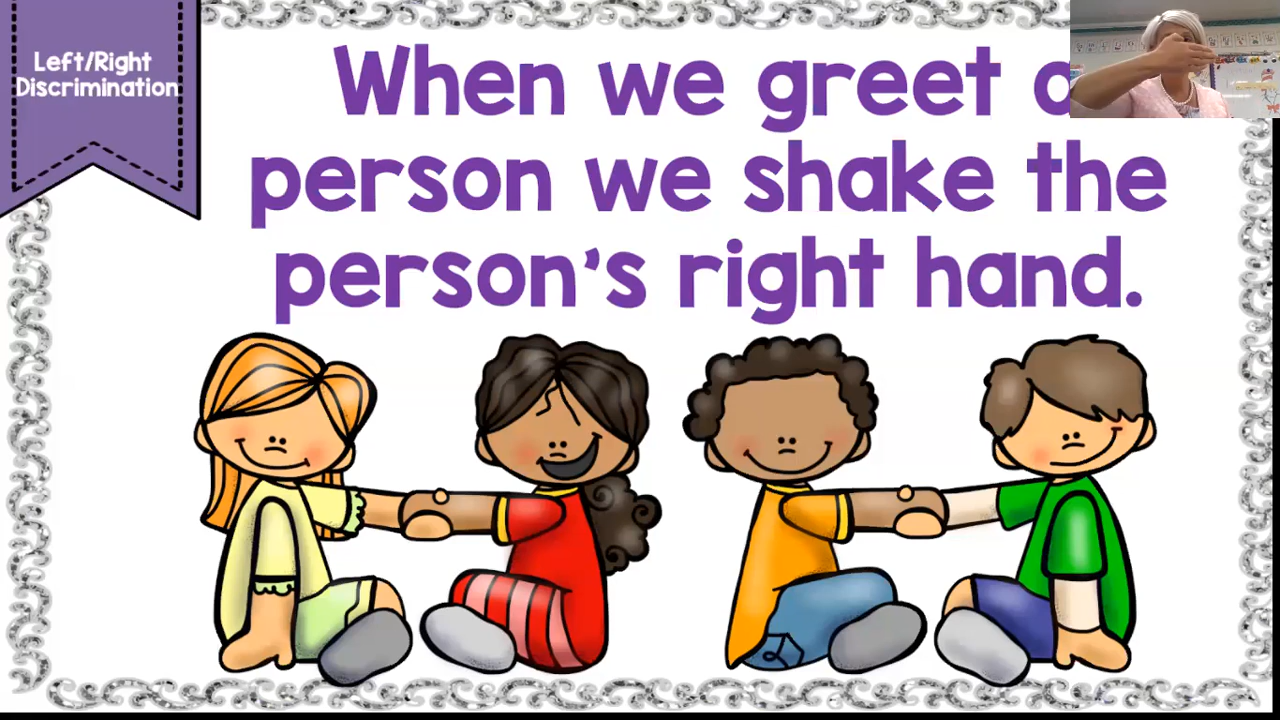 Left/Right
Discrimination
When we greet a
person we shake the
person's right hand.